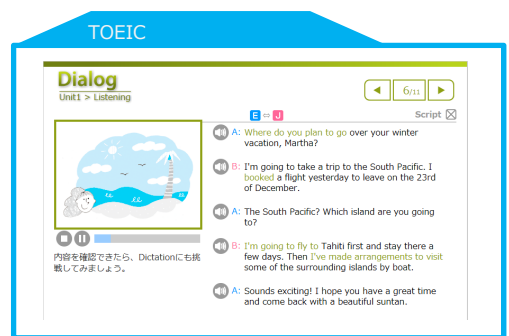 TOEIC
Dialog
Unit1 > Listening
6/11
E ⇔ J
Script
A: Where do you plan to go over your winter
vacation, Martha?
B: I'm going to take a trip to the South Pacific. I
booked a flight yesterday to leave on the 23rd
of December.
A: The South Pacific? Which island are you going
to?
B: I'm going to fly to Tahiti first and stay there a
few days. Then I've made arrangements to visit
some of the surrounding islands by boat.
A: Sounds exciting! I hope you have a great time
and come back with a beautiful suntan.
内容を確認できたら、Dictationにも挑
戦してみましょう。